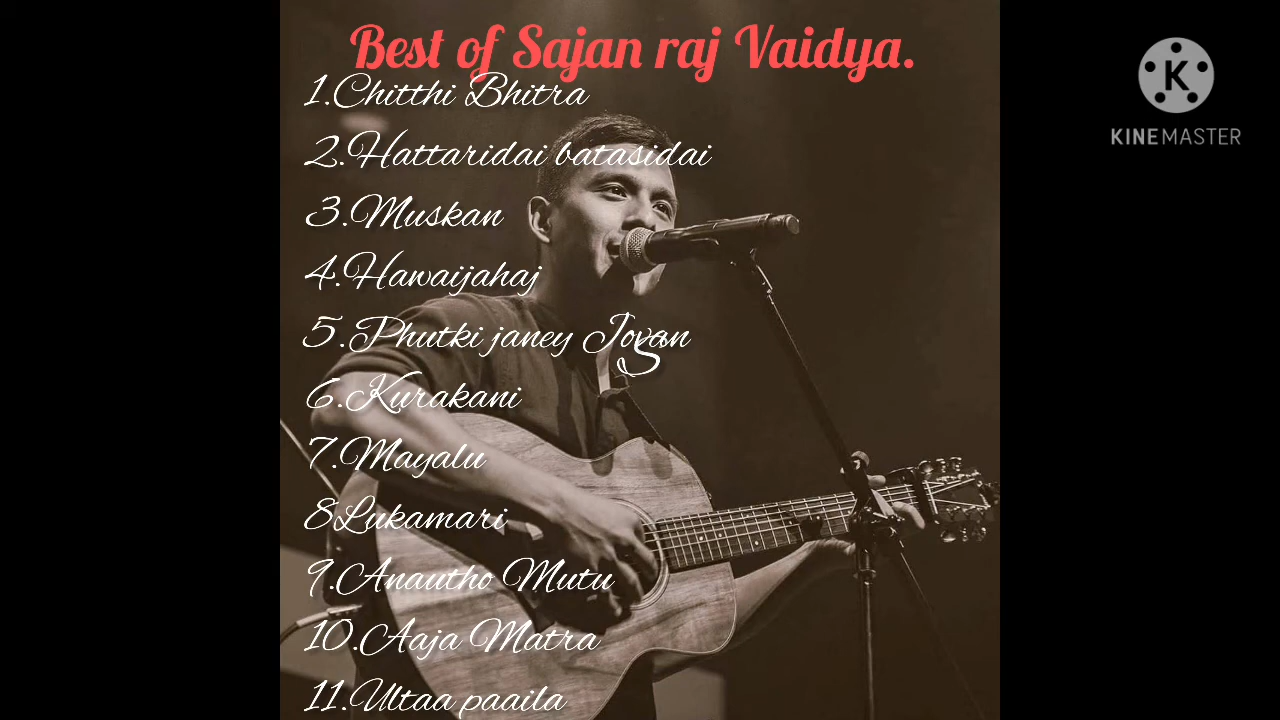 Best of Sajan raj Vaidya.
1.Chitthi Bhitra
2.Hattaridai batasidai
3.Muskan
4.Hawaijahaj
5.Phutki janey Jovan
6.Kurakani
7.Mayalu
8Lukamari
9.Anautho Mutu
10.Aaja Matra
11.Ultaa paaila
K
KINEMASTER